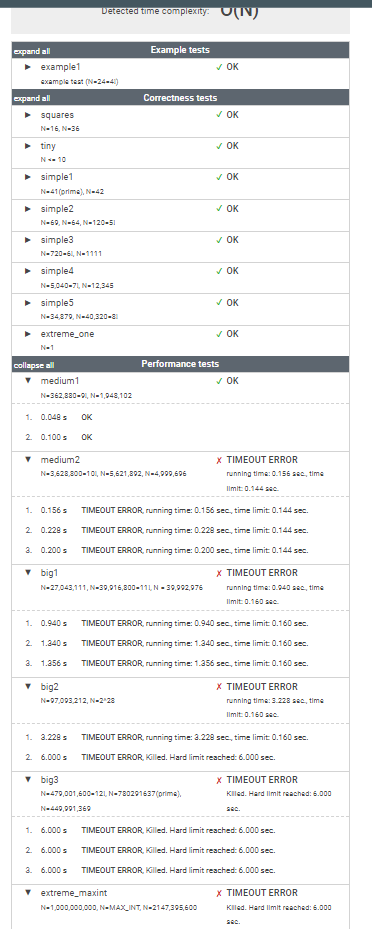 Detected time complexity: O(N)
expand all Example tests
▶ example1 ✓ OK
example test (N=24=4!)
expand all Correctness tests
▶ squares ✓ OK
N=16, N=36
▶ tiny ✓ OK
N <= 10
▶ simple1 ✓ OK
N=41(prime), N=42
▶ simple2 ✓ OK
N=69, N=64, N=120=5!
▶ simple3 ✓ OK
N=720=6!, N=1111
▶ simple4 ✓ OK
N=5,040=7!, N=12,345
▶ simple5 ✓ OK
N=34,879, N=40,320=8!
▶ extreme_one ✓ OK
N=1
collapse all Performance tests
▼ medium1 ✓ OK
N=362,880=9!, N=1,948,102
1. 0.048 s OK
2. 0.100 s OK
▼ medium2 ✗ TIMEOUT ERROR
N=3,628,800=10!, N=5,621,892, N=4,999,696 running time: 0.156 sec., time
limit: 0.144 sec.
1. 0.156 s TIMEOUT ERROR, running time: 0.156 sec., time limit: 0.144 sec.
2. 0.228 s TIMEOUT ERROR, running time: 0.228 sec., time limit: 0.144 sec.
3. 0.200 s TIMEOUT ERROR, running time: 0.200 sec., time limit: 0.144 sec.
▼ big1 ✗ TIMEOUT ERROR
N=27,043,111, N=39,916,800=11!, N = 39,992,976 running time: 0.940 sec., time
limit: 0.160 sec.
1. 0.940 s TIMEOUT ERROR, running time: 0.940 sec., time limit: 0.160 sec.
2. 1.340 s TIMEOUT ERROR, running time: 1.340 sec., time limit: 0.160 sec.
3. 1.356 s TIMEOUT ERROR, running time: 1.356 sec., time limit: 0.160 sec.
▼ big2 ✗ TIMEOUT ERROR
N=97,093,212, N=2^28 running time: 3.228 sec., time
limit: 0.160 sec.
1. 3.228 s TIMEOUT ERROR, running time: 3.228 sec., time limit: 0.160 sec.
2. 6.000 s TIMEOUT ERROR, Killed. Hard limit reached: 6.000 sec.
▼ big3 ✗ TIMEOUT ERROR
N=479,001,600=12!, N=780291637(prime), Killed. Hard limit reached: 6.000
N=449,991,369 sec.
1. 6.000 s TIMEOUT ERROR, Killed. Hard limit reached: 6.000 sec.
2. 6.000 s TIMEOUT ERROR, Killed. Hard limit reached: 6.000 sec.
3. 6.000 s TIMEOUT ERROR, Killed. Hard limit reached: 6.000 sec.
▼ extreme_maxint ✗ TIMEOUT ERROR
N=1,000,000,000, N=MAX_INT, N=2147,395,600 Killed. Hard limit reached: 6.000
sec.